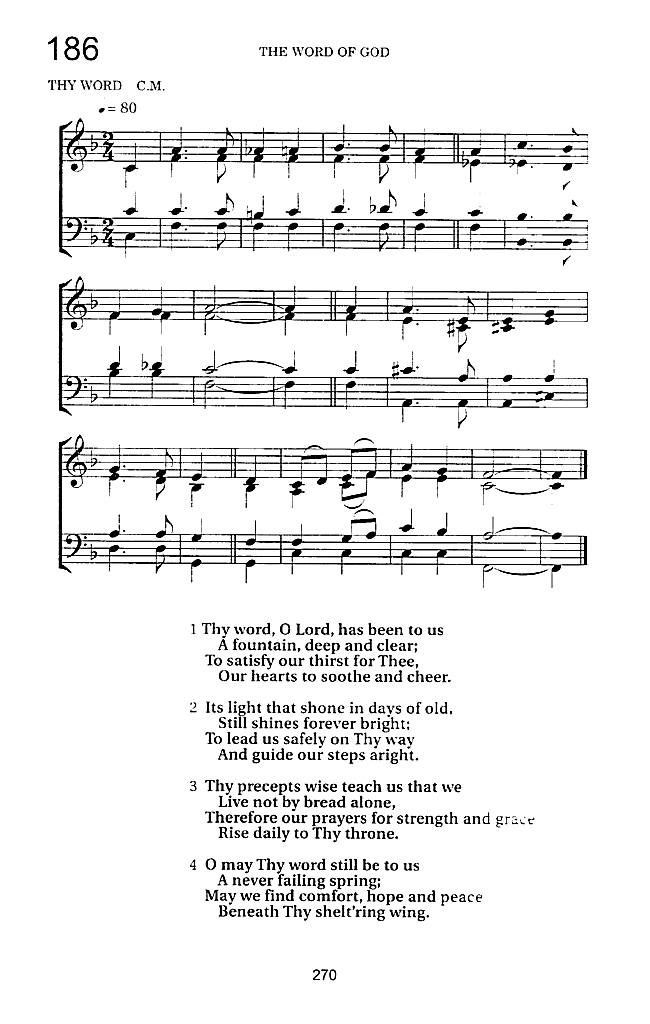 186
THE WORD OF GOD
THY WORD C.M.
= 80
1 Thy word, O Lord, has been to us
A fountain, deep and clear;
To satisfy our thirst for Thee,
Our hearts to soothe and cheer.
2 Its light that shone in days of old,
Still shines forever bright;
To lead us safely on Thy way
And guide our steps aright.
3 Thy precepts wise teach us that we
Live not by bread alone,
Therefore our prayers for strength and grace
Rise daily to Thy throne.
4 O may Thy word still be to us
A never failing spring;
May we find comfort, hope and peace
Beneath Thy shelt'ring wing.
270